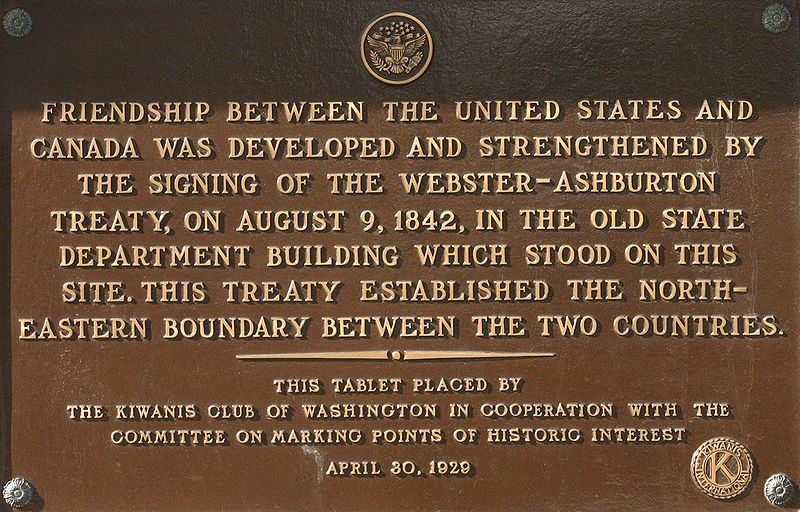 FRIENDSHIP BETWEEN THE UNITED STATES AND
CANADA WAS DEVELOPED AND STRENGTHENED BY
THE SIGNING OF THE WEBSTER-ASHBURTON
TREATY, ON AUGUST 9, 1842, IN THE OLD STATE
DEPARTMENT BUILDING WHICH STOOD ON THIS
SITE. THIS TREATY ESTABLISHED THE NORTH-
EASTERN BOUNDARY BETWEEN THE TWO COUNTRIES.
THIS TABLET PLACED BY
THE KIWANIS CLUB OF WASHINGTON IN COOPERATION WITH THE
COMMITTEE ON MARKING POINTS OF HISTORIC INTEREST
APRIL 30, 1929
KIWANIS
K
INTERNATIONAL